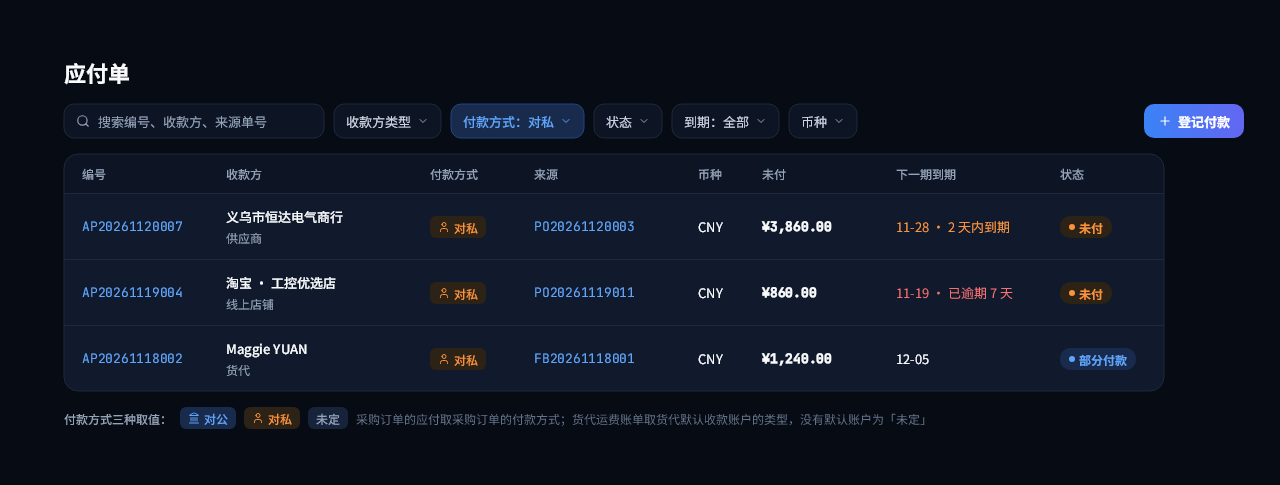 应付单
搜索编号、收款方、来源单号 收款方类型 付款方式：对私 状态 到期：全部 币种 登记付款
编号 收款方 付款方式 来源 币种 未付 下一期到期 状态
AP20261120007 义乌市恒达电气商行 供应商 对私 PO20261120003 CNY ¥3,860.00 11-28 · 2 天内到期 未付
AP20261119004 淘宝 · 工控优选店 线上店铺 对私 PO20261119011 CNY ¥860.00 11-19 · 已逾期 7 天 未付
AP20261118002 Maggie YUAN 货代 对私 FB20261118001 CNY ¥1,240.00 12-05 部分付款
付款方式三种取值： 对公 对私 未定 采购订单的应付取采购订单的付款方式；货代运费账单取货代默认收款账户的类型，没有默认账户为「未定」